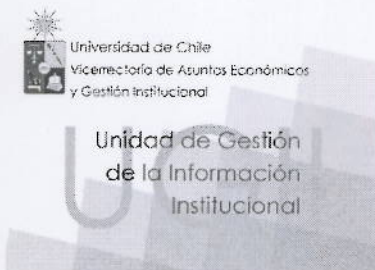 Universidad de Chile
Vicerrectoría de Asuntos Económicos
y Gestión Institucional
Unidad de Gestión
de la Información
Institucional